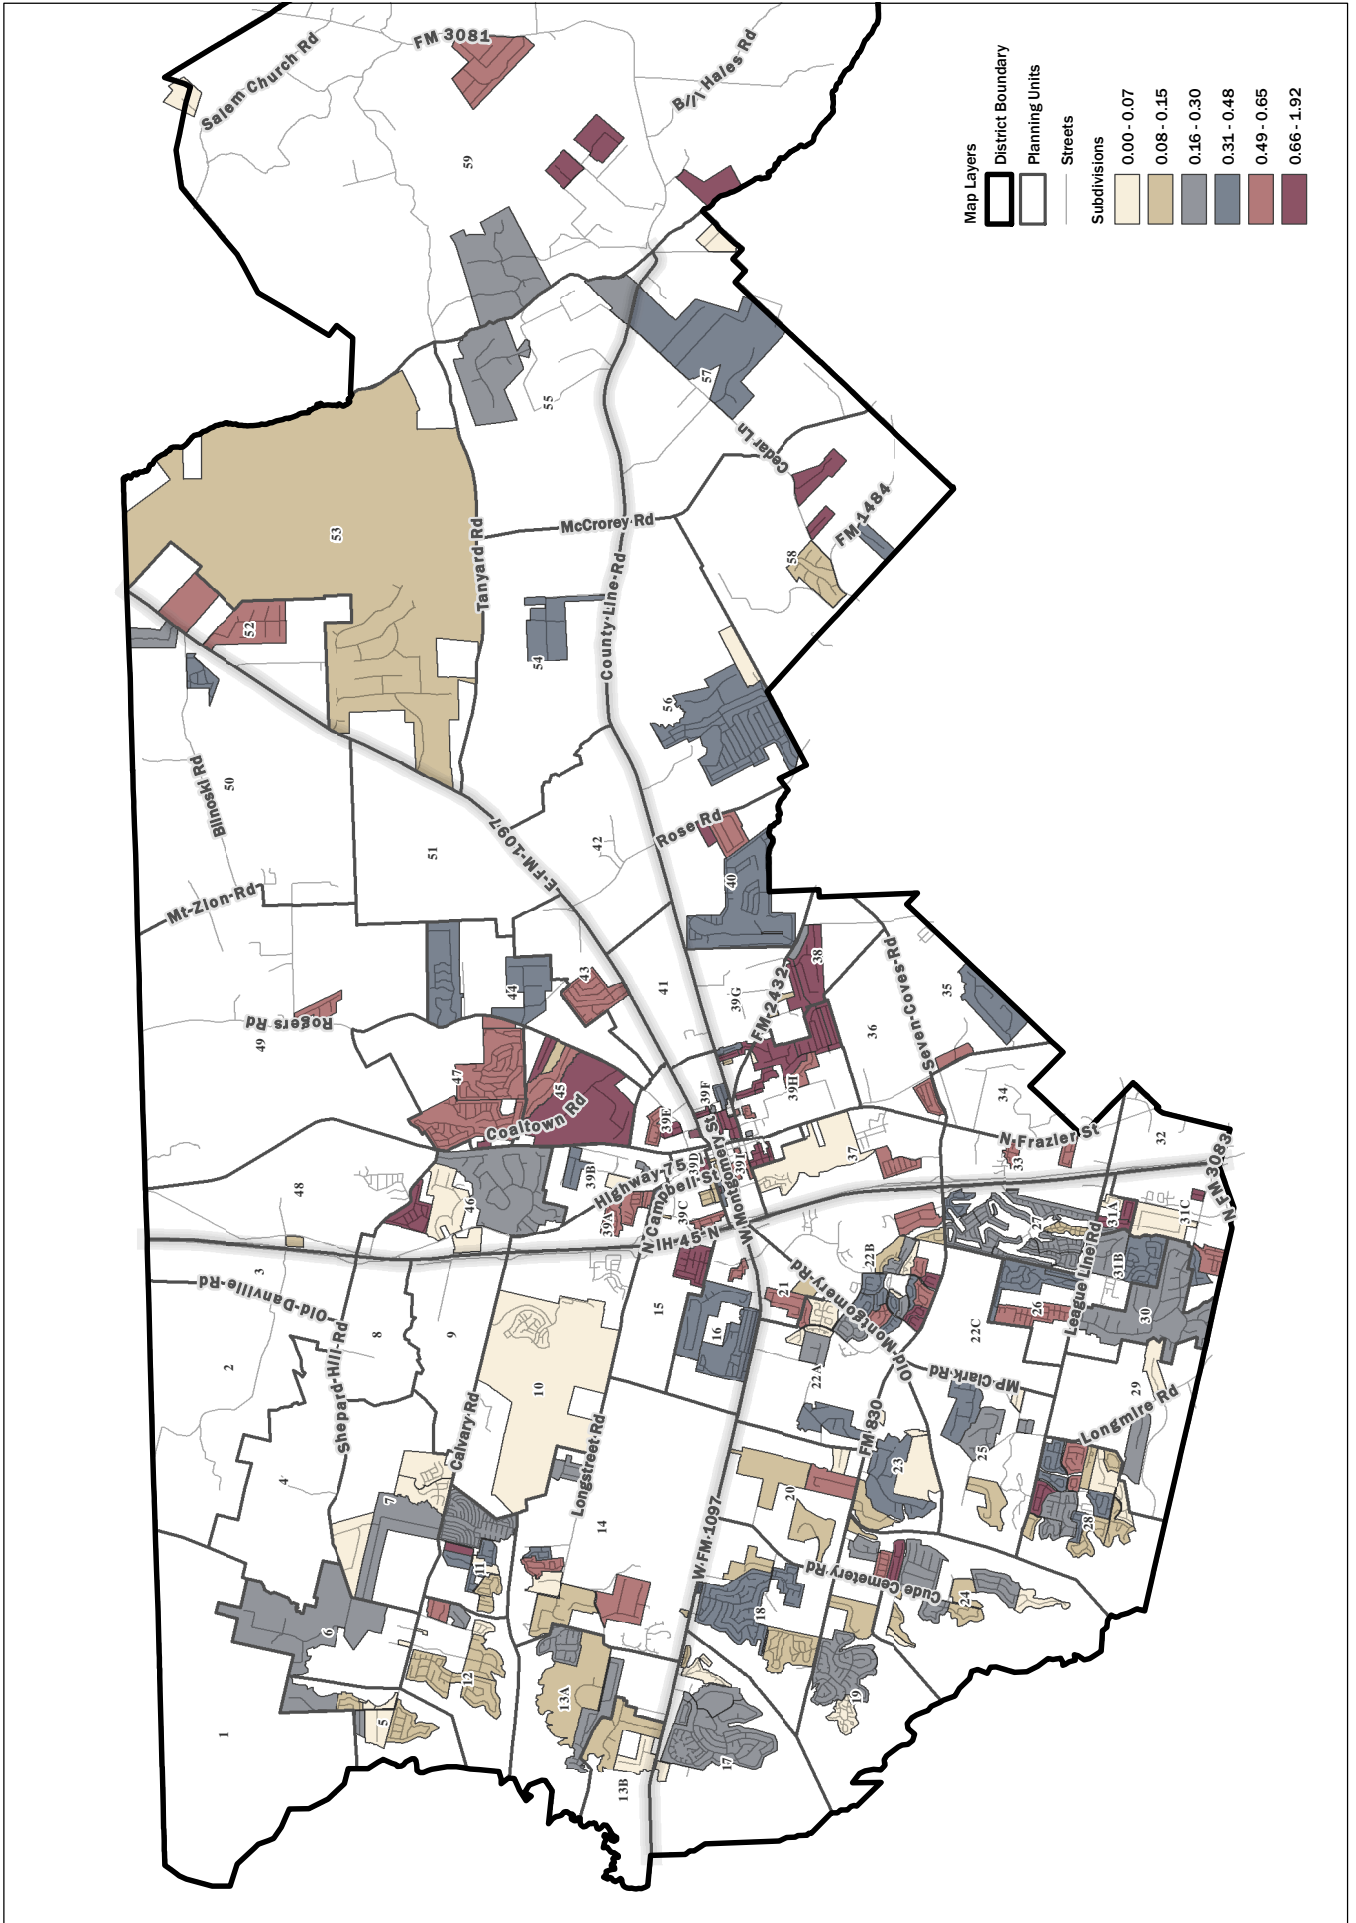 Salem Church Rd
FM 3081
Bill Hales Rd
59
Map Layers
District Boundary
Planning Units
Streets
Subdivisions
0.00 - 0.07
0.08 - 0.15
0.16 - 0.30
0.31 - 0.48
0.49 - 0.65
0.66 - 1.92
57
55
Cedar Ln
FM 1484
58
McCrorey Rd
County Line Rd
Tanyard Rd
53
52
54
56
Blinoski Rd
50
51
E FM 1097
42
Rose Rd
40
Mt Zion Rd
Rogers Rd
49
44
43
41
39G
FM 2432
38
36
Seven Coves Rd
35
34
47
45
Coaltown Rd
39E
39F
39H
N Frazier St
33
32
N FM 3083
48
46
39B
Highway 75
39D
39I
37
39A
39C
N Campbell St
W Montgomery St
IH 45 N
3
Old Danville Rd
2
Shepard Hill Rd
8
9
10
15
16
21
22A
22B
Old Montgomery Rd
22C
27
26
League Line Rd
31A
31B
31C
30
29
Longmire Rd
MP Clark Rd
25
28
4
7
Calvary Rd
Longstreet Rd
11
14
W FM 1097
20
FM 830
23
Cude Cemetery Rd
24
18
19
17
1
6
5
12
13A
13B